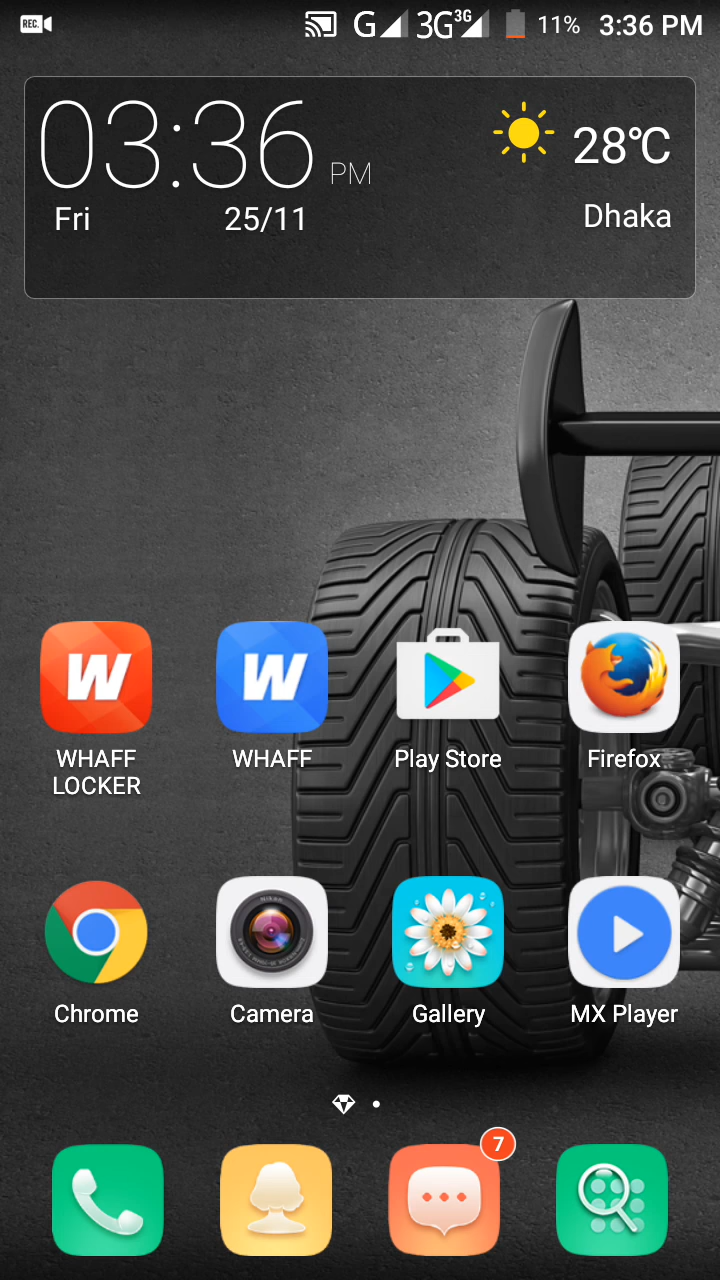 REC.
G 3G 3G 11% 3:36 PM
03:36 PM
28°C
Fri 25/11
Dhaka
W W
WHAFF LOCKER
WHAFF
Play Store
Firefox
Nikon
Chrome
Camera
Gallery
MX Player
7